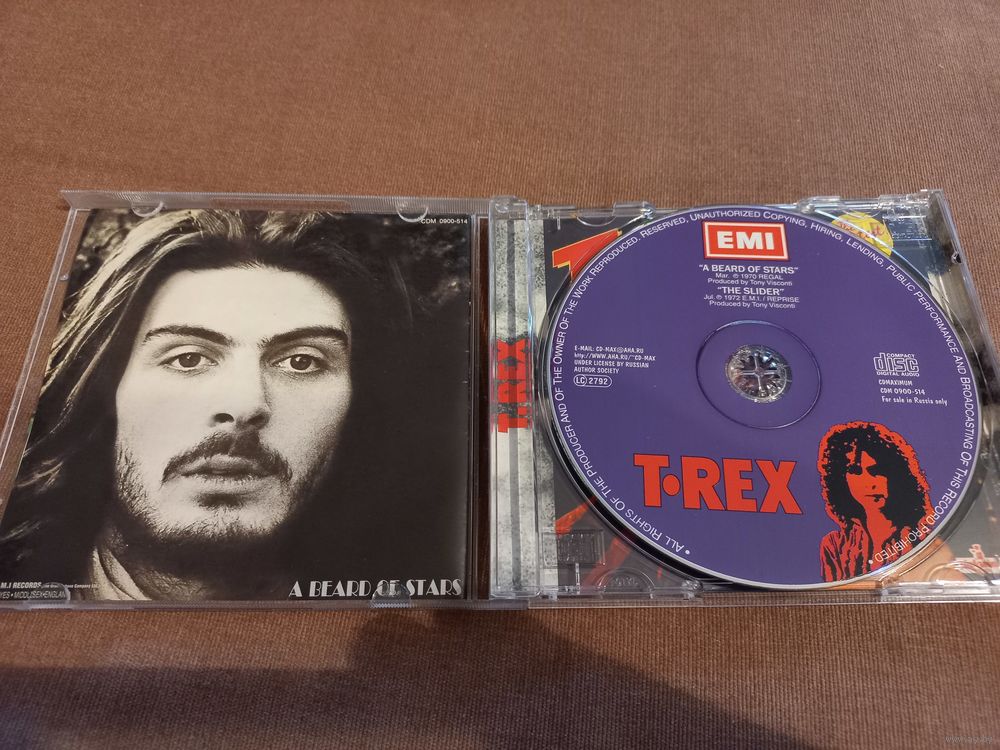 CDM 0900-514
M.I RECORDS
YES • MIDDLESEX • ENGLAN
A BEARD OF STARS
T.REX
• ALL RIGHTS OF THE PRODUCER AND OF THE OWNER OF THE WORK REPRODUCED, RESERVED, UNAUTHORIZED COPYING, HIRING, LENDING, PUBLIC PERFORMANCE AND BROADCASTING OF THIS RECORD PROHIBITED •
EMI
"A BEARD OF STARS"
Mar. ℗ 1970 REGAL
Produced by Tony Visconti
"THE SLIDER"
Jul. ℗ 1972 E.M.I. / REPRISE
Produced by Tony Visconti
E-MAIL: CD-MAX@AHA.RU
http://WWW.AHA.RU/~CD-MAX
UNDER LICENSE BY RUSSIAN
AUTHOR SOCIETY
LC 2792
COMPACT
disc
DIGITAL AUDIO
CDMAXIMUM
CDM 0900-514
For sale in Russia only
T•REX